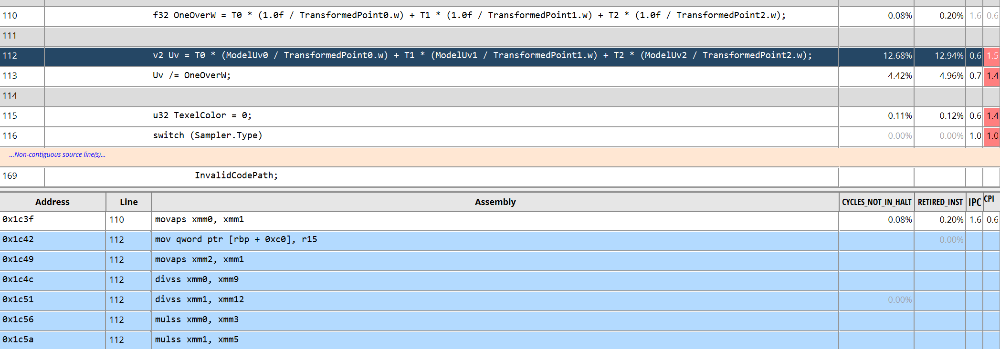 110 f32 OneOverW = T0 * (1.0f / TransformedPoint0.w) + T1 * (1.0f / TransformedPoint1.w) + T2 * (1.0f / TransformedPoint2.w); 0.08% 0.20% 1.6 0.6
111
112 v2 Uv = T0 * (ModelUv0 / TransformedPoint0.w) + T1 * (ModelUv1 / TransformedPoint1.w) + T2 * (ModelUv2 / TransformedPoint2.w); 12.68% 12.94% 0.6 1.5
113 Uv /= OneOverW; 4.42% 4.96% 0.7 1.4
114
115 u32 TexelColor = 0; 0.11% 0.12% 0.6 1.4
116 switch (Sampler.Type) 0.00% 0.00% 1.0 1.0
...Non-contiguous source line(s)...
169 InvalidCodePath;
Address Line Assembly CYCLES_NOT_IN_HALT RETIRED_INST IPC CPI
0x1c3f 110 movaps xmm0, xmm1 0.08% 0.20% 1.6 0.6
0x1c42 112 mov qword ptr [rbp + 0xc0], r15 0.00%
0x1c49 112 movaps xmm2, xmm1
0x1c4c 112 divss xmm0, xmm9
0x1c51 112 divss xmm1, xmm12 0.00%
0x1c56 112 mulss xmm0, xmm3
0x1c5a 112 mulss xmm1, xmm5